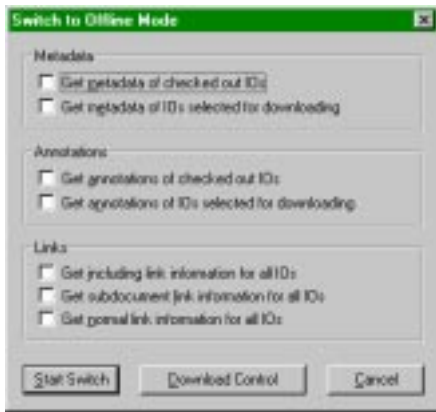 Switch to Offline Mode
Metadata
Get metadata of checked out IOs
Get metadata of IOs selected for downloading
Annotations
Get annotations of checked out IOs
Get annotations of IOs selected for downloading
Links
Get including link information for all IOs
Get subdocument link information for all IOs
Get normal link information for all IOs
Start Switch
Download Control
Cancel